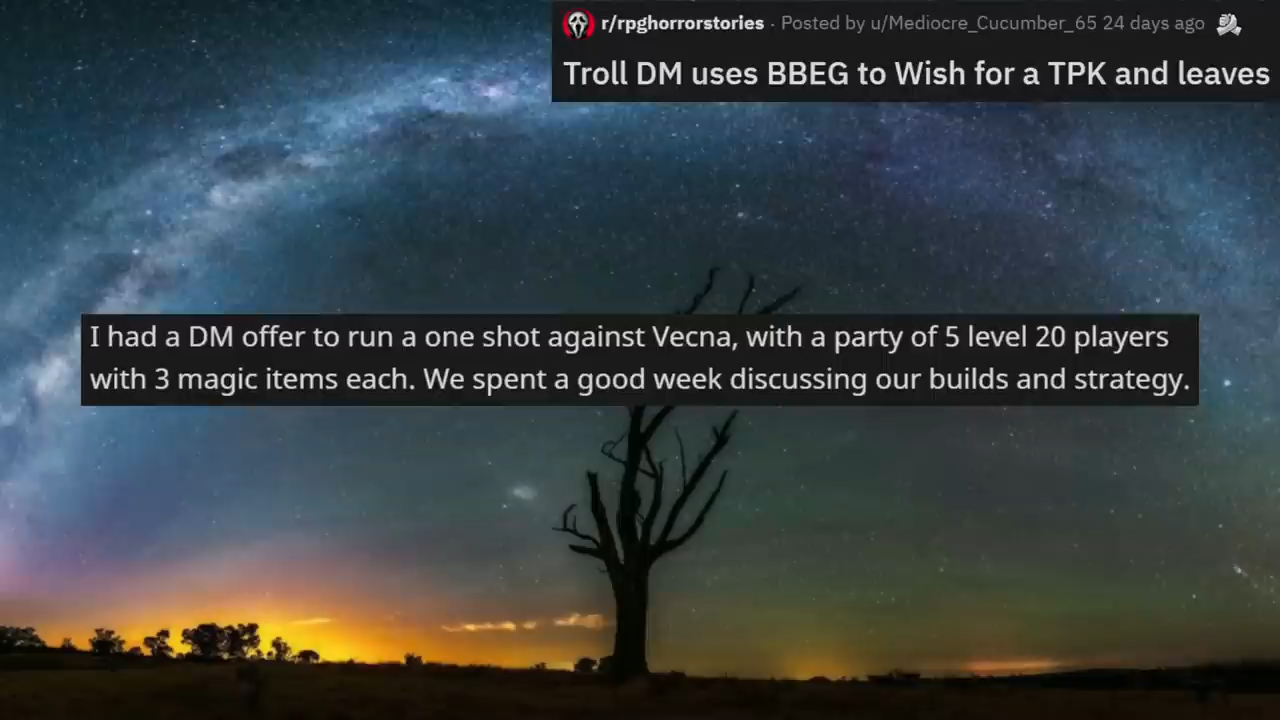 r/rpghorrorstories · Posted by u/Mediocre_Cucumber_65 24 days ago
Troll DM uses BBEG to Wish for a TPK and leaves
I had a DM offer to run a one shot against Vecna, with a party of 5 level 20 players
with 3 magic items each. We spent a good week discussing our builds and strategy.